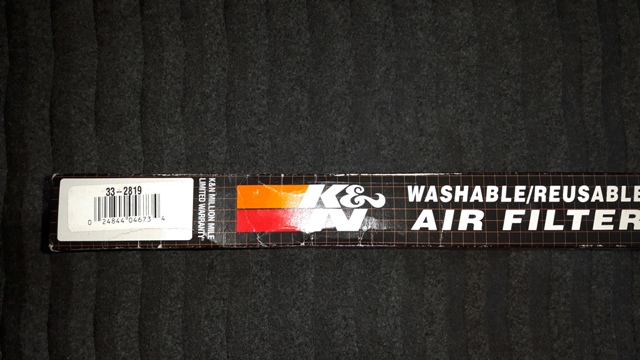 33-2819
0 24844 04673 4
K&N MILLION MILE
LIMITED WARRANTY
K&N
WASHABLE/REUSABLE
AIR FILTER